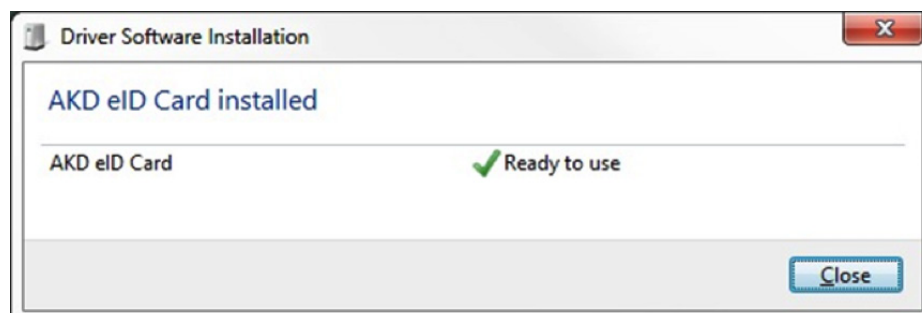 Driver Software Installation
AKD eID Card installed
AKD eID Card Ready to use
Close